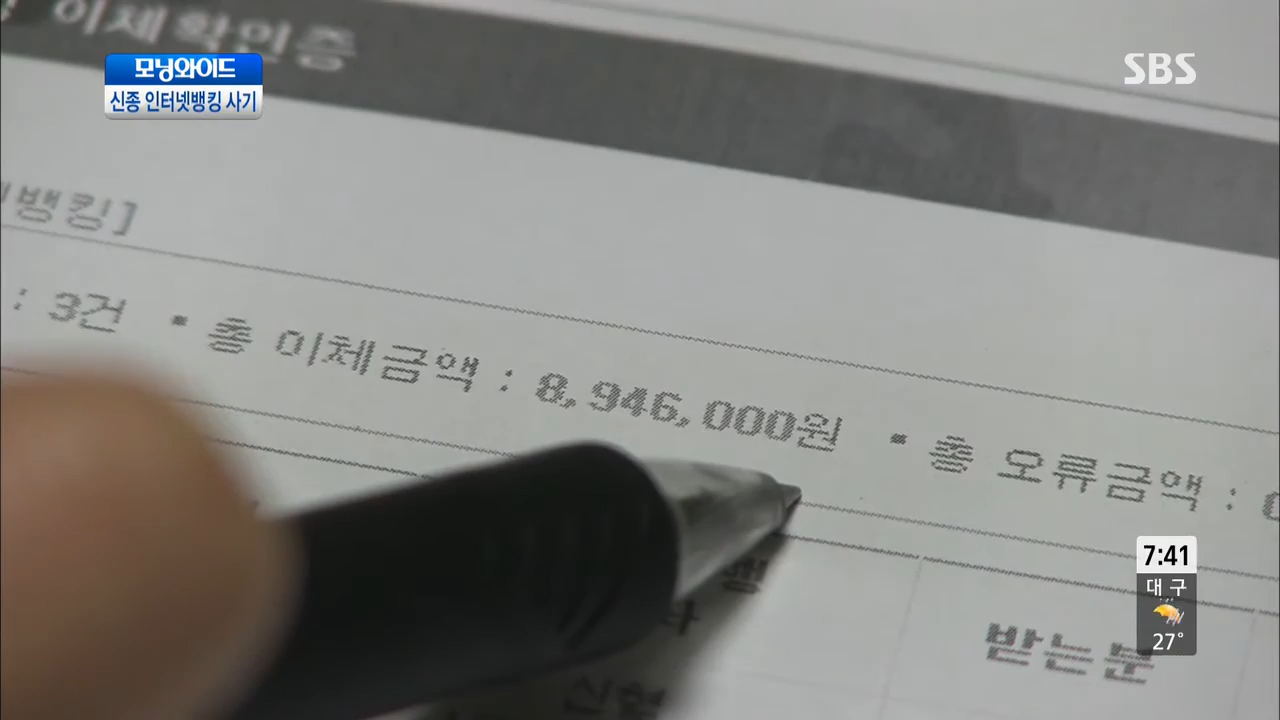 이체확인증
모닝와이드
신종 인터넷뱅킹 사기
SBS
뱅킹]
: 3건 ▪ 총 이체금액 : 8,946,000원 ▪ 총 오류금액 :
7:41
대구
27°
받는분